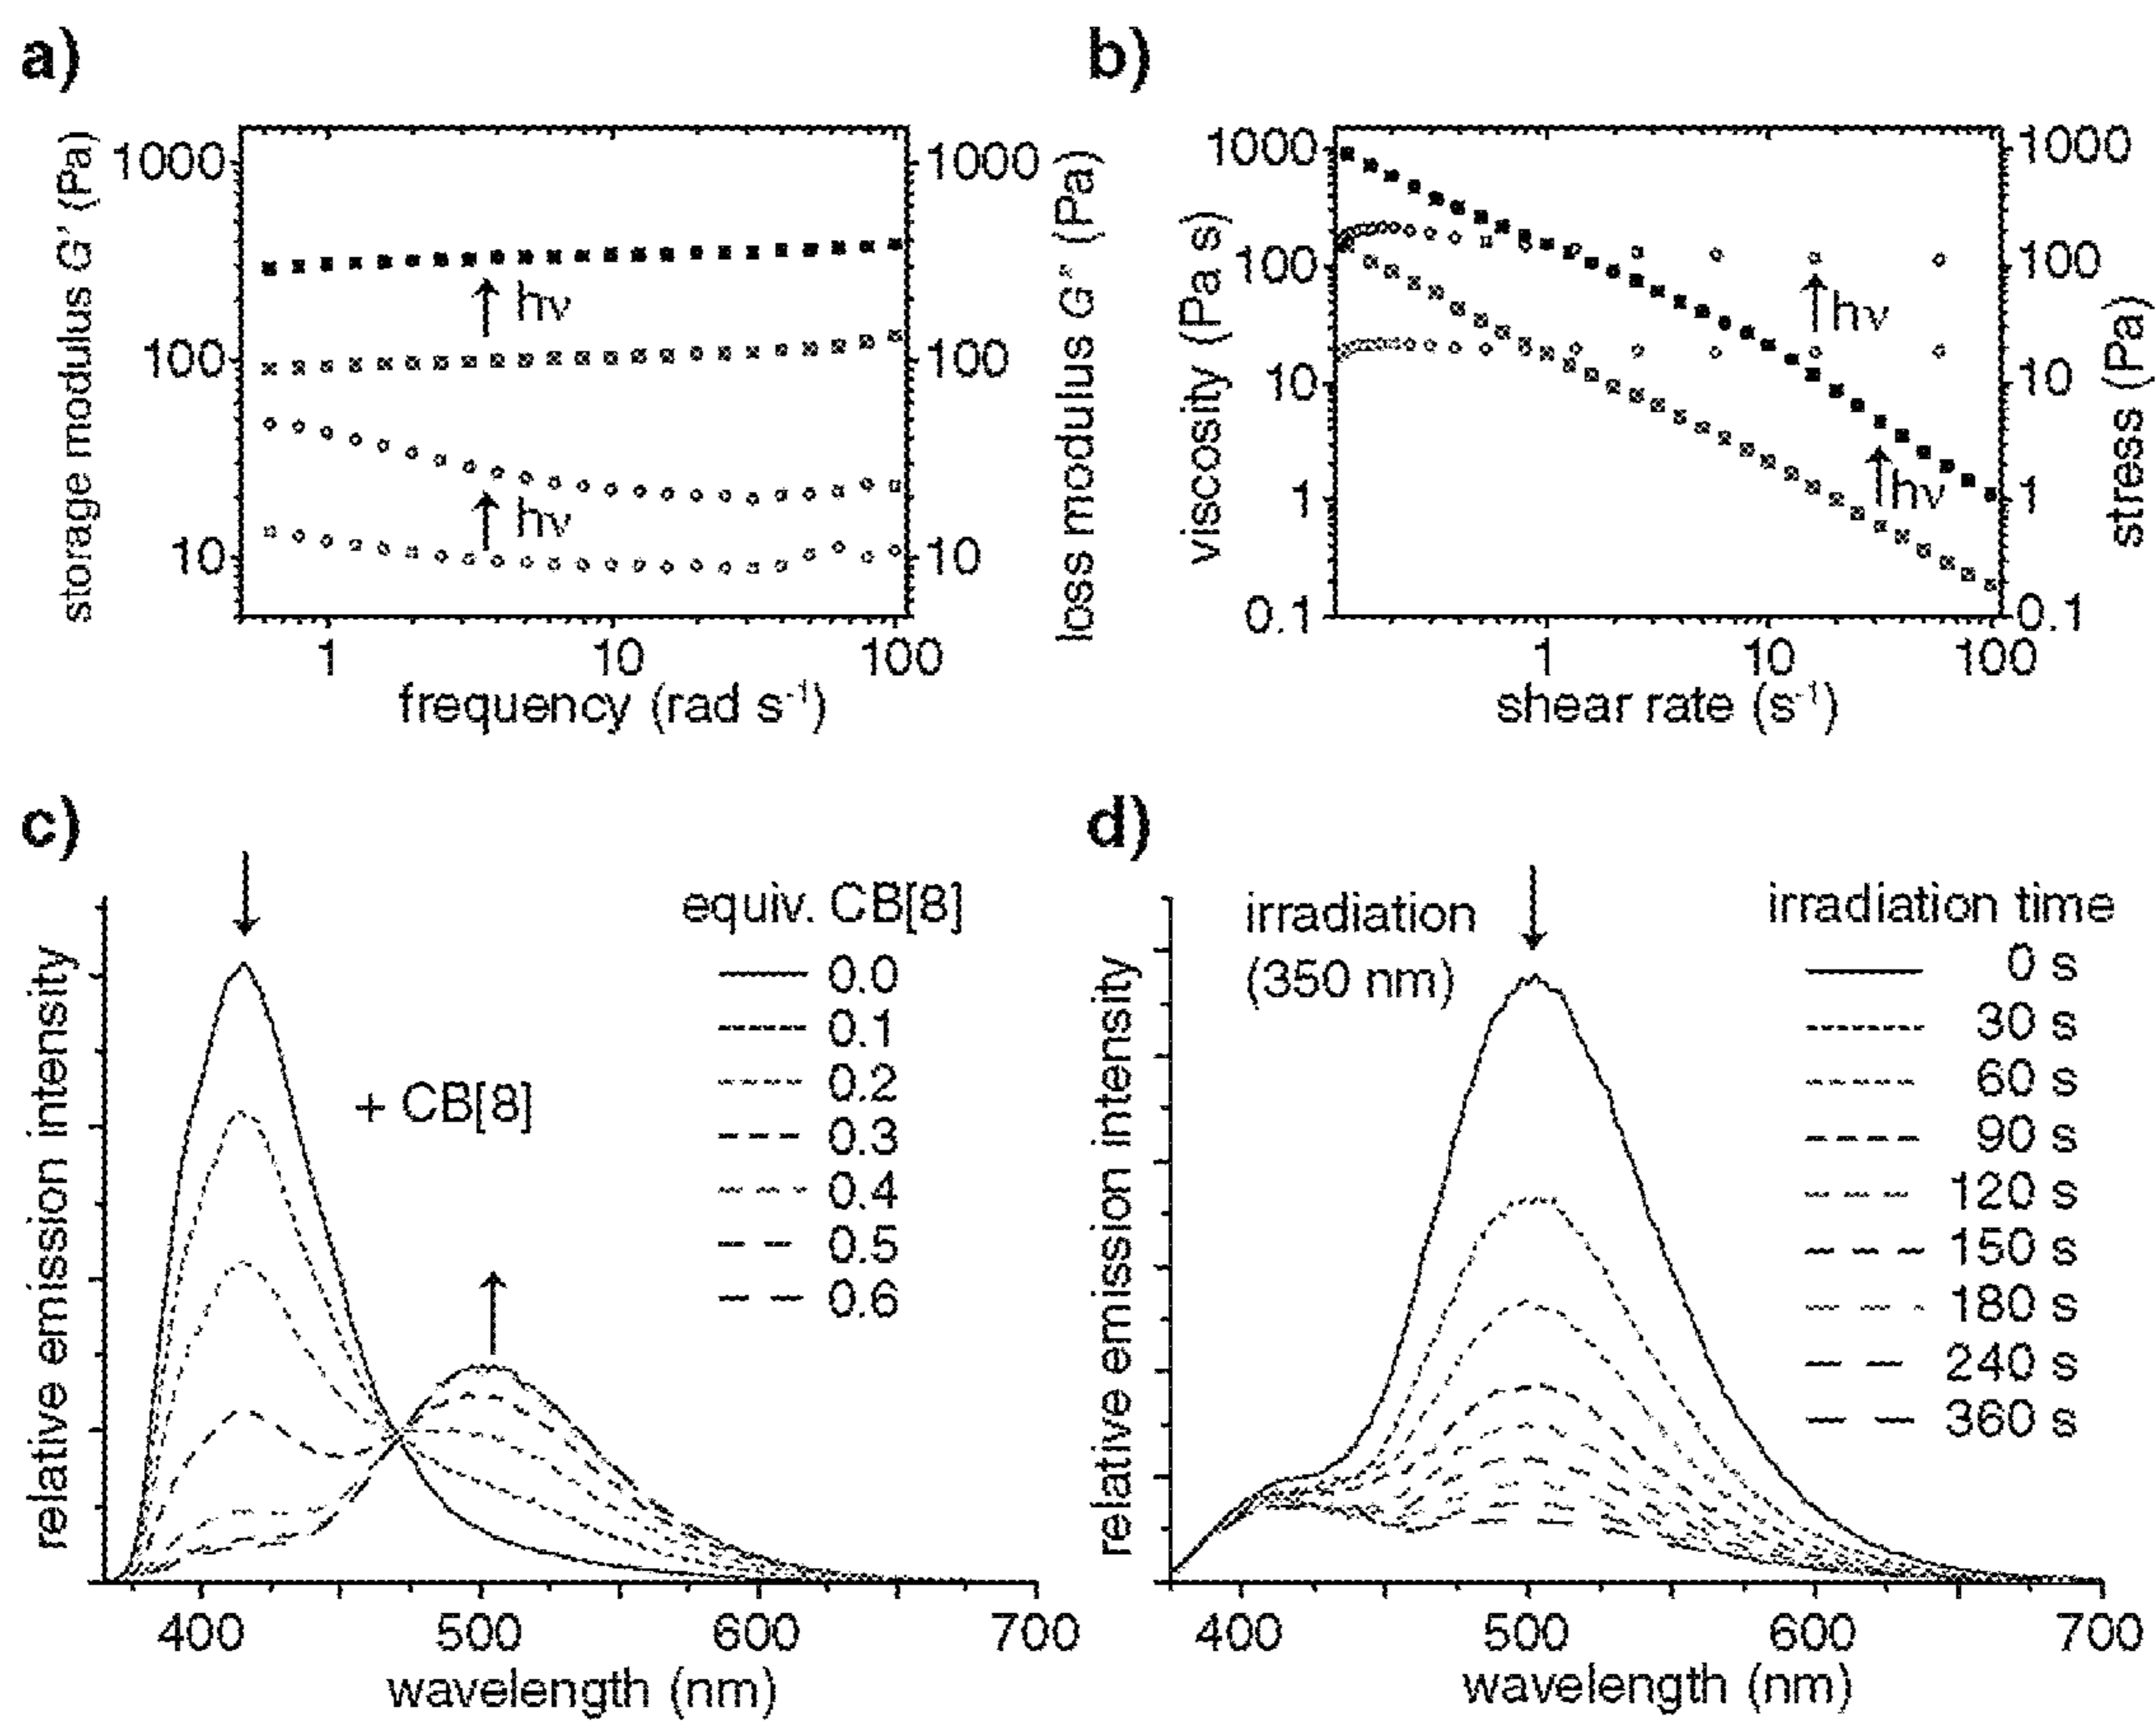 a)
storage modulus G' (Pa)
1000
100
10
1000
100
10
loss modulus G" (Pa)
hν
hν
1
10
100
frequency (rad s⁻¹)
b)
viscosity (Pa s)
1000
100
10
1
0.1
1000
100
10
1
0.1
stress (Pa)
hν
hν
1
10
100
shear rate (s⁻¹)
c)
relative emission intensity
+ CB[8]
equiv. CB[8]
0.0
0.1
0.2
0.3
0.4
0.5
0.6
400
500
600
700
wavelength (nm)
d)
relative emission intensity
irradiation
(350 nm)
irradiation time
0 s
30 s
60 s
90 s
120 s
150 s
180 s
240 s
360 s
400
500
600
700
wavelength (nm)